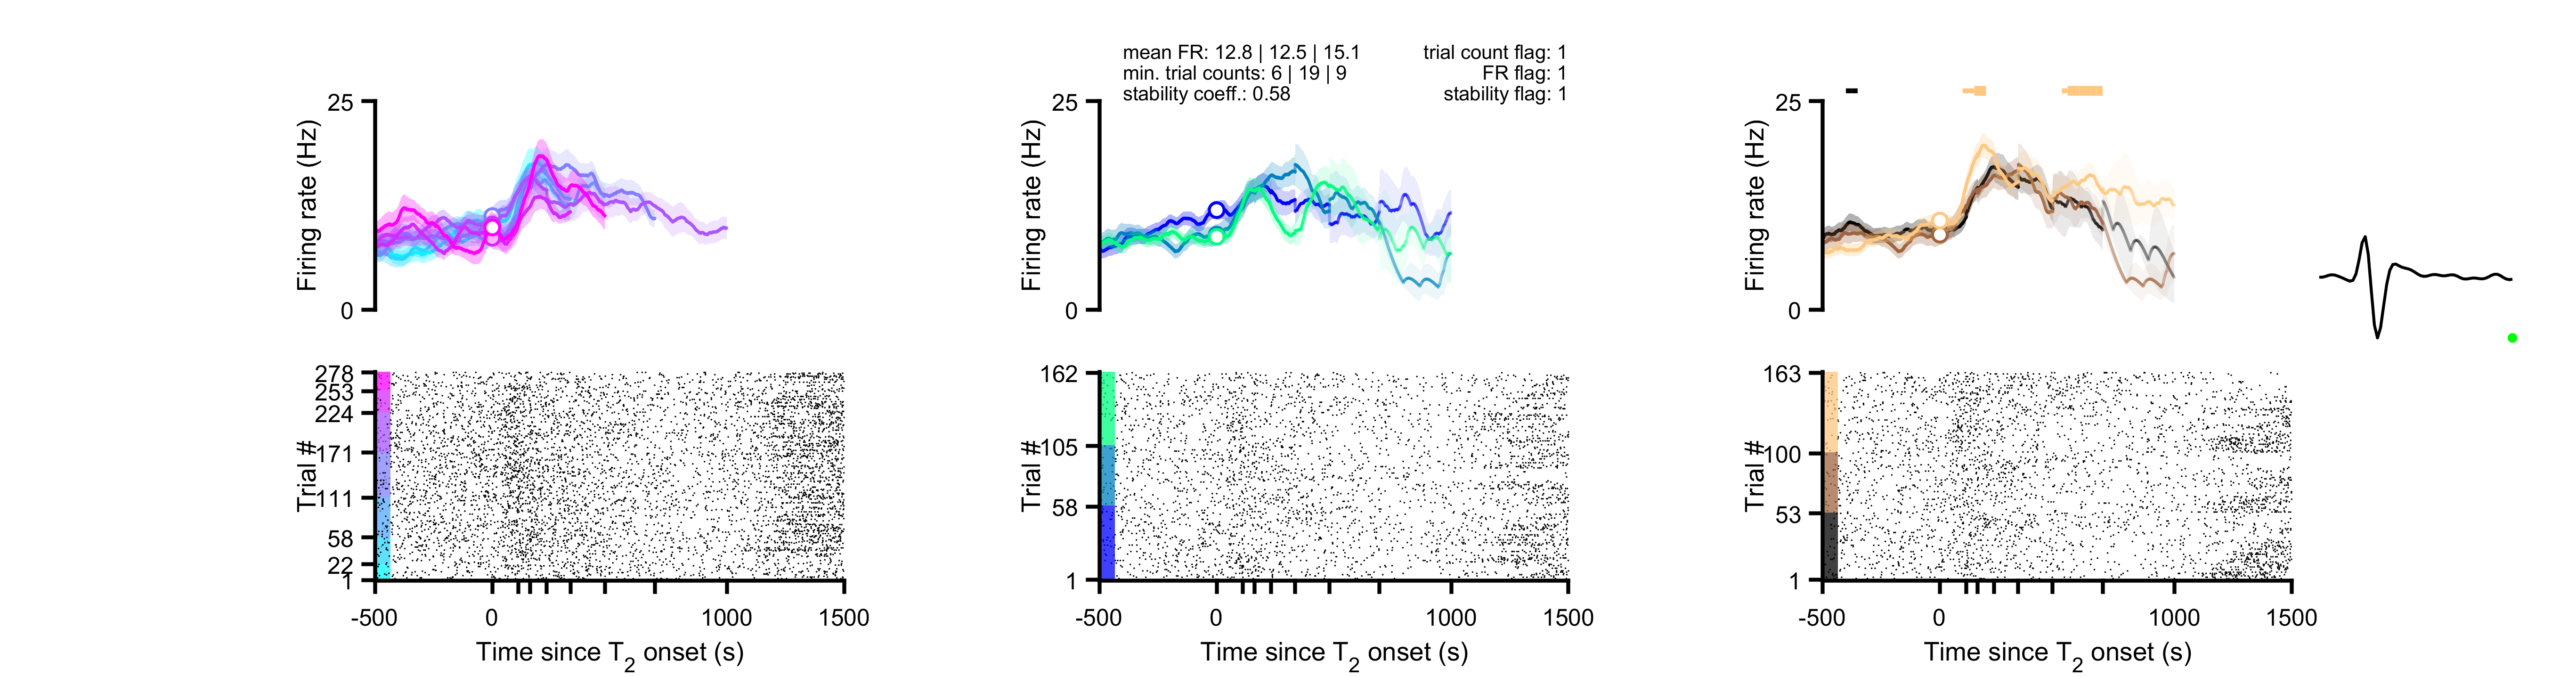 mean FR: 12.8 | 12.5 | 15.1
trial count flag: 1
min. trial counts: 6 | 19 | 9
FR flag: 1
stability coeff.: 0.58
stability flag: 1
25
Firing rate (Hz)
0
25
Firing rate (Hz)
0
25
Firing rate (Hz)
0
278
253
224
171
111
58
22
1
Trial #
-500
0
1000
1500
Time since T2 onset (s)
162
105
58
1
Trial #
-500
0
1000
1500
Time since T2 onset (s)
163
100
53
1
Trial #
-500
0
1000
1500
Time since T2 onset (s)